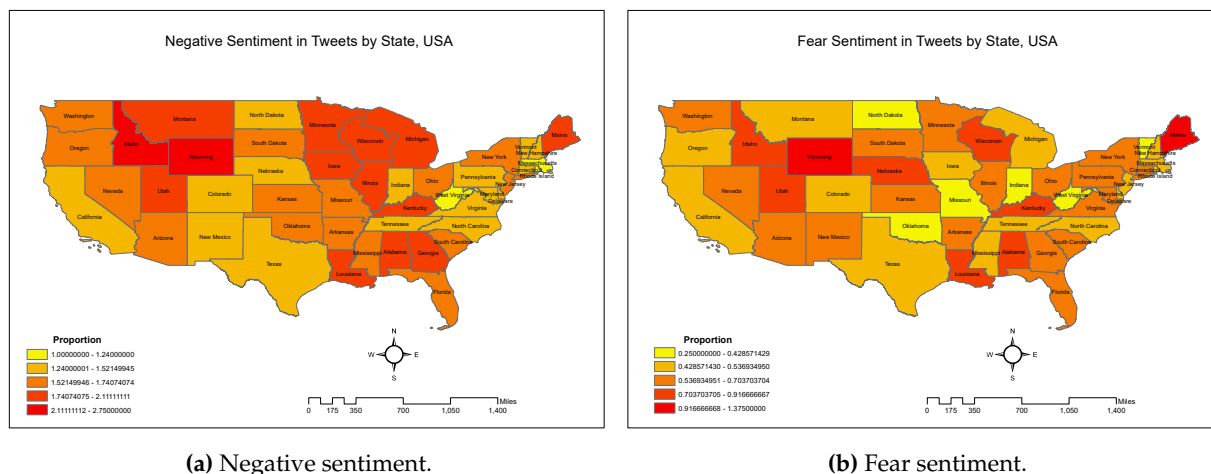 Negative Sentiment in Tweets by State, USA
Washington
Montana
North Dakota
Minnesota
Maine
Oregon
Idaho
Wyoming
South Dakota
Wisconsin
Michigan
Vermont
New Hampshire
New York
Massachusetts
Connecticut
Rhode Island
Iowa
Nebraska
Pennsylvania
New Jersey
Nevada
Utah
Colorado
Illinois
Indiana
Ohio
Maryland
Delaware
West Virginia
Virginia
Kansas
Missouri
Kentucky
California
Arizona
New Mexico
Oklahoma
Arkansas
Tennessee
North Carolina
South Carolina
Texas
Mississippi
Alabama
Georgia
Louisiana
Florida
Proportion
1.00000000 - 1.24000000
1.24000001 - 1.52149945
1.52149946 - 1.74074074
1.74074075 - 2.11111111
2.11111112 - 2.75000000
N
W E
S
Miles
0 175 350 700 1,050 1,400
(a) Negative sentiment.
Fear Sentiment in Tweets by State, USA
Washington
Montana
North Dakota
Minnesota
Maine
Oregon
Idaho
Wyoming
South Dakota
Wisconsin
Michigan
Vermont
New Hampshire
New York
Massachusetts
Connecticut
Rhode Island
Iowa
Nebraska
Pennsylvania
New Jersey
Nevada
Utah
Colorado
Illinois
Indiana
Ohio
Maryland
Delaware
West Virginia
Virginia
Kansas
Missouri
Kentucky
California
Arizona
New Mexico
Oklahoma
Arkansas
Tennessee
North Carolina
South Carolina
Texas
Mississippi
Alabama
Georgia
Louisiana
Florida
Proportion
0.250000000 - 0.428571429
0.428571430 - 0.536934950
0.536934951 - 0.703703704
0.703703705 - 0.916666667
0.916666668 - 1.37500000
N
W E
S
Miles
0 175 350 700 1,050 1,400
(b) Fear sentiment.